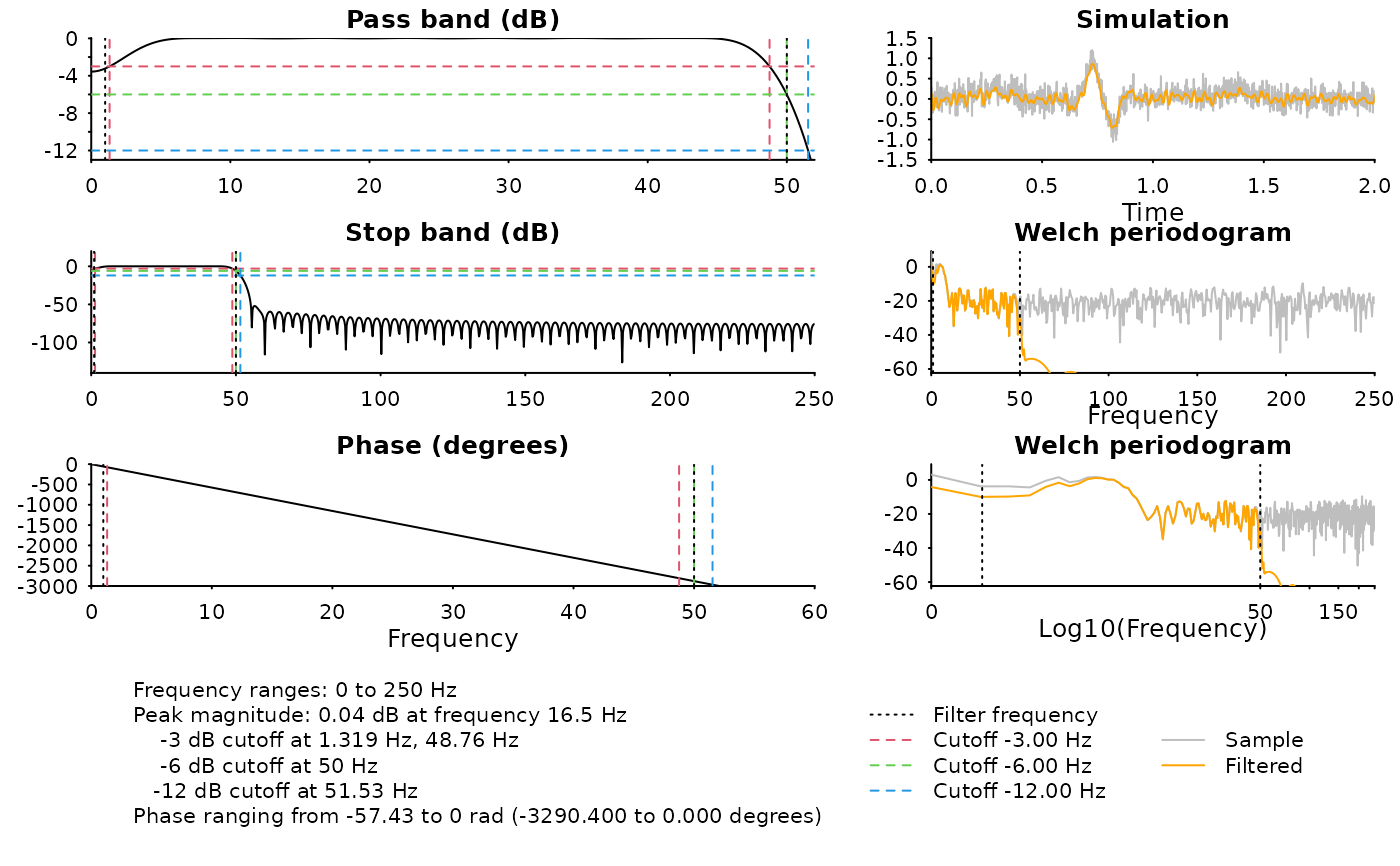 Pass band (dB)
0
-4
-8
-12
0 10 20 30 40 50
Simulation
1.5
1.0
0.5
0.0
-0.5
-1.0
-1.5
0.0 0.5 1.0 1.5 2.0
Time
Stop band (dB)
0
-50
-100
0 50 100 150 200 250
Welch periodogram
0
-20
-40
-60
0 50 100 150 200 250
Frequency
Phase (degrees)
0
-500
-1000
-1500
-2000
-2500
-3000
0 10 20 30 40 50 60
Frequency
Welch periodogram
0
-20
-40
-60
0 50 150
Log10(Frequency)
Frequency ranges: 0 to 250 Hz
Peak magnitude: 0.04 dB at frequency 16.5 Hz
-3 dB cutoff at 1.319 Hz, 48.76 Hz
-6 dB cutoff at 50 Hz
-12 dB cutoff at 51.53 Hz
Phase ranging from -57.43 to 0 rad (-3290.400 to 0.000 degrees)
Filter frequency
Cutoff -3.00 Hz
Cutoff -6.00 Hz
Cutoff -12.00 Hz
Sample
Filtered